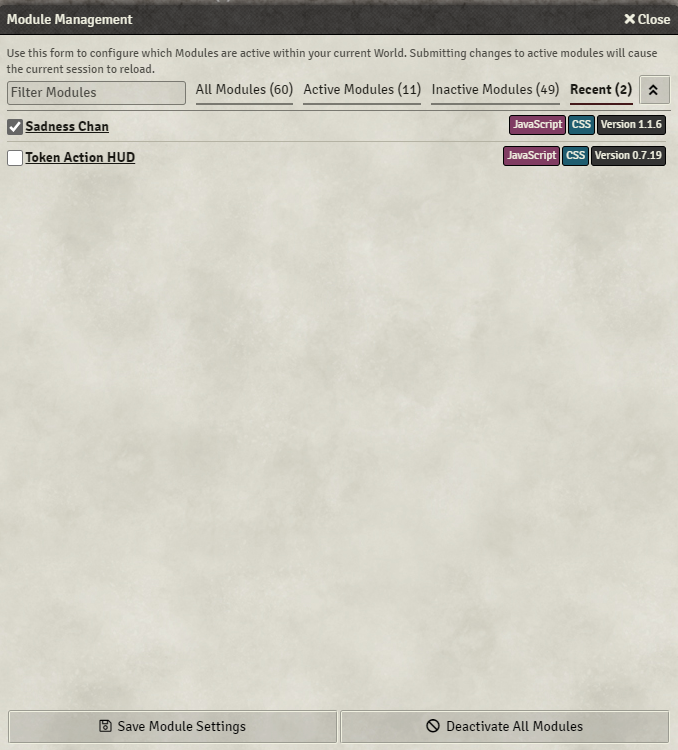 Module Management
Close
Use this form to configure which Modules are active within your current World. Submitting changes to active modules will cause
the current session to reload.
Filter Modules
All Modules (60)
Active Modules (11)
Inactive Modules (49)
Recent (2)
Sadness Chan
JavaScript
CSS
Version 1.1.6
Token Action HUD
JavaScript
CSS
Version 0.7.19
Save Module Settings
Deactivate All Modules